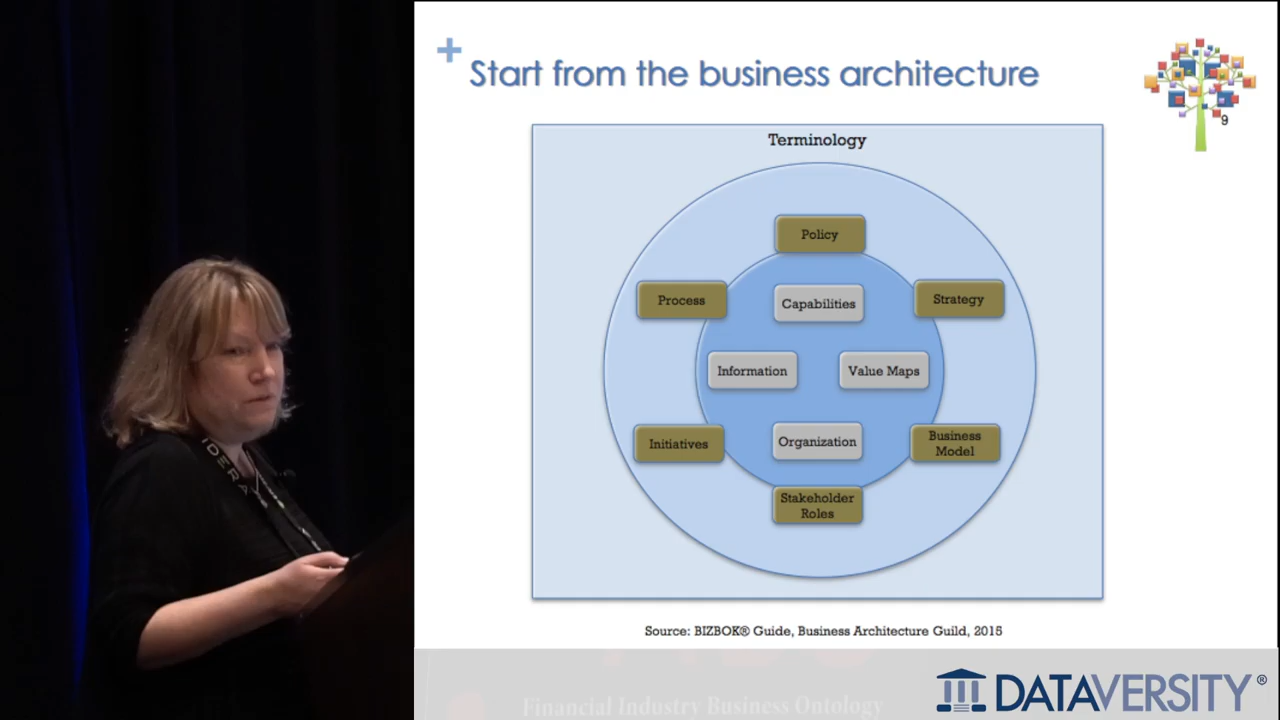 + Start from the business architecture
9
Terminology
Policy
Process
Capabilities
Strategy
Information
Value Maps
Initiatives
Organization
Business
Model
Stakeholder
Roles
Source: BIZBOK® Guide, Business Architecture Guild, 2015
Financial Industry Business Ontology
DATAVERSITY®
IDERA